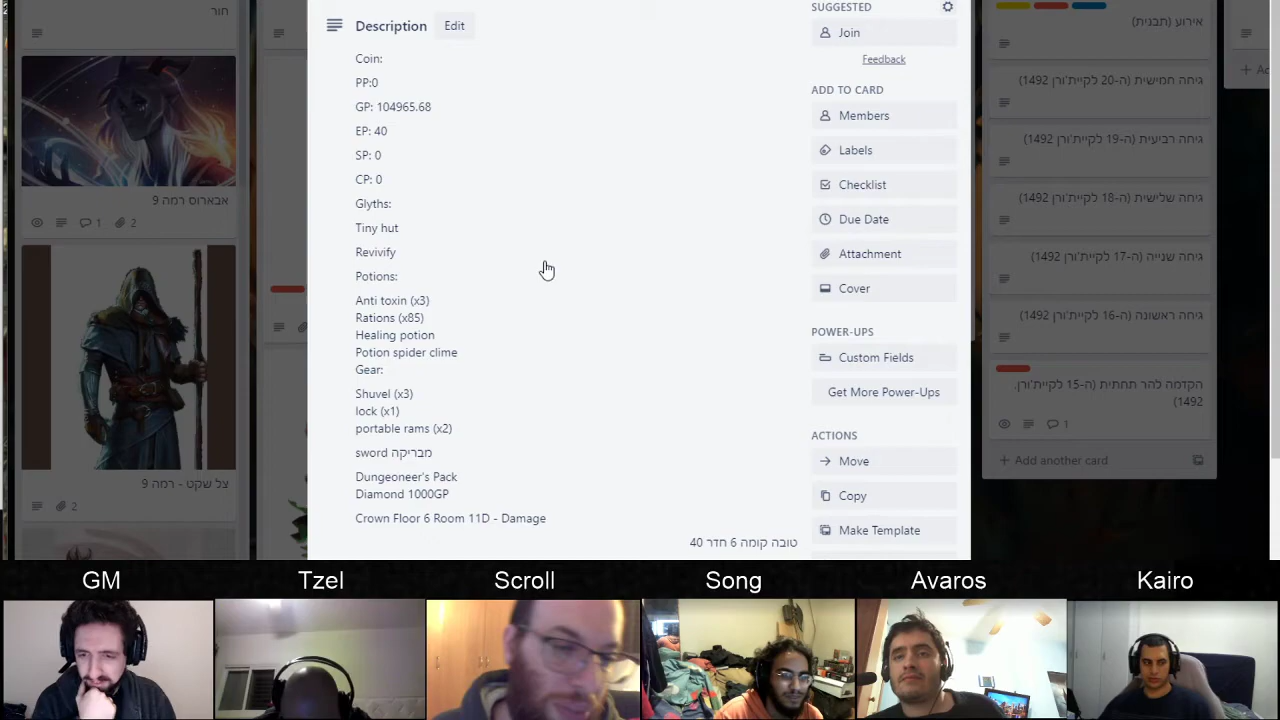 חור
אבארוס רמה 9
1
2
צל שקט - רמה 9
2
Description
Edit
Coin:
PP:0
GP: 104965.68
EP: 40
SP: 0
CP: 0
Glyths:
Tiny hut
Revivify
Potions:
Anti toxin (x3)
Rations (x85)
Healing potion
Potion spider clime
Gear:
Shuvel (x3)
lock (x1)
portable rams (x2)
sword מבריקה
Dungeoneer's Pack
Diamond 1000GP
Crown Floor 6 Room 11D - Damage
טובה קומה 6 חדר 40
SUGGESTED
Join
Feedback
ADD TO CARD
Members
Labels
Checklist
Due Date
Attachment
Cover
POWER-UPS
Custom Fields
Get More Power-Ups
ACTIONS
Move
Copy
Make Template
אירוע (תבנית)
גיחה חמישית (ה-20 לקיית'ורן 1492)
גיחה רביעית (ה-19 לקיית'ורן 1492)
גיחה שלישית (ה-18 לקיית'ורן 1492)
גיחה שנייה (ה-17 לקיית'ורן 1492)
גיחה ראשונה (ה-16 לקיית'ורן 1492)
הקדמה להר תחתית (ה-15 לקיית'ורן.
1492)
1
+ Add another card
GM
Tzel
Scroll
Song
Avaros
Kairo